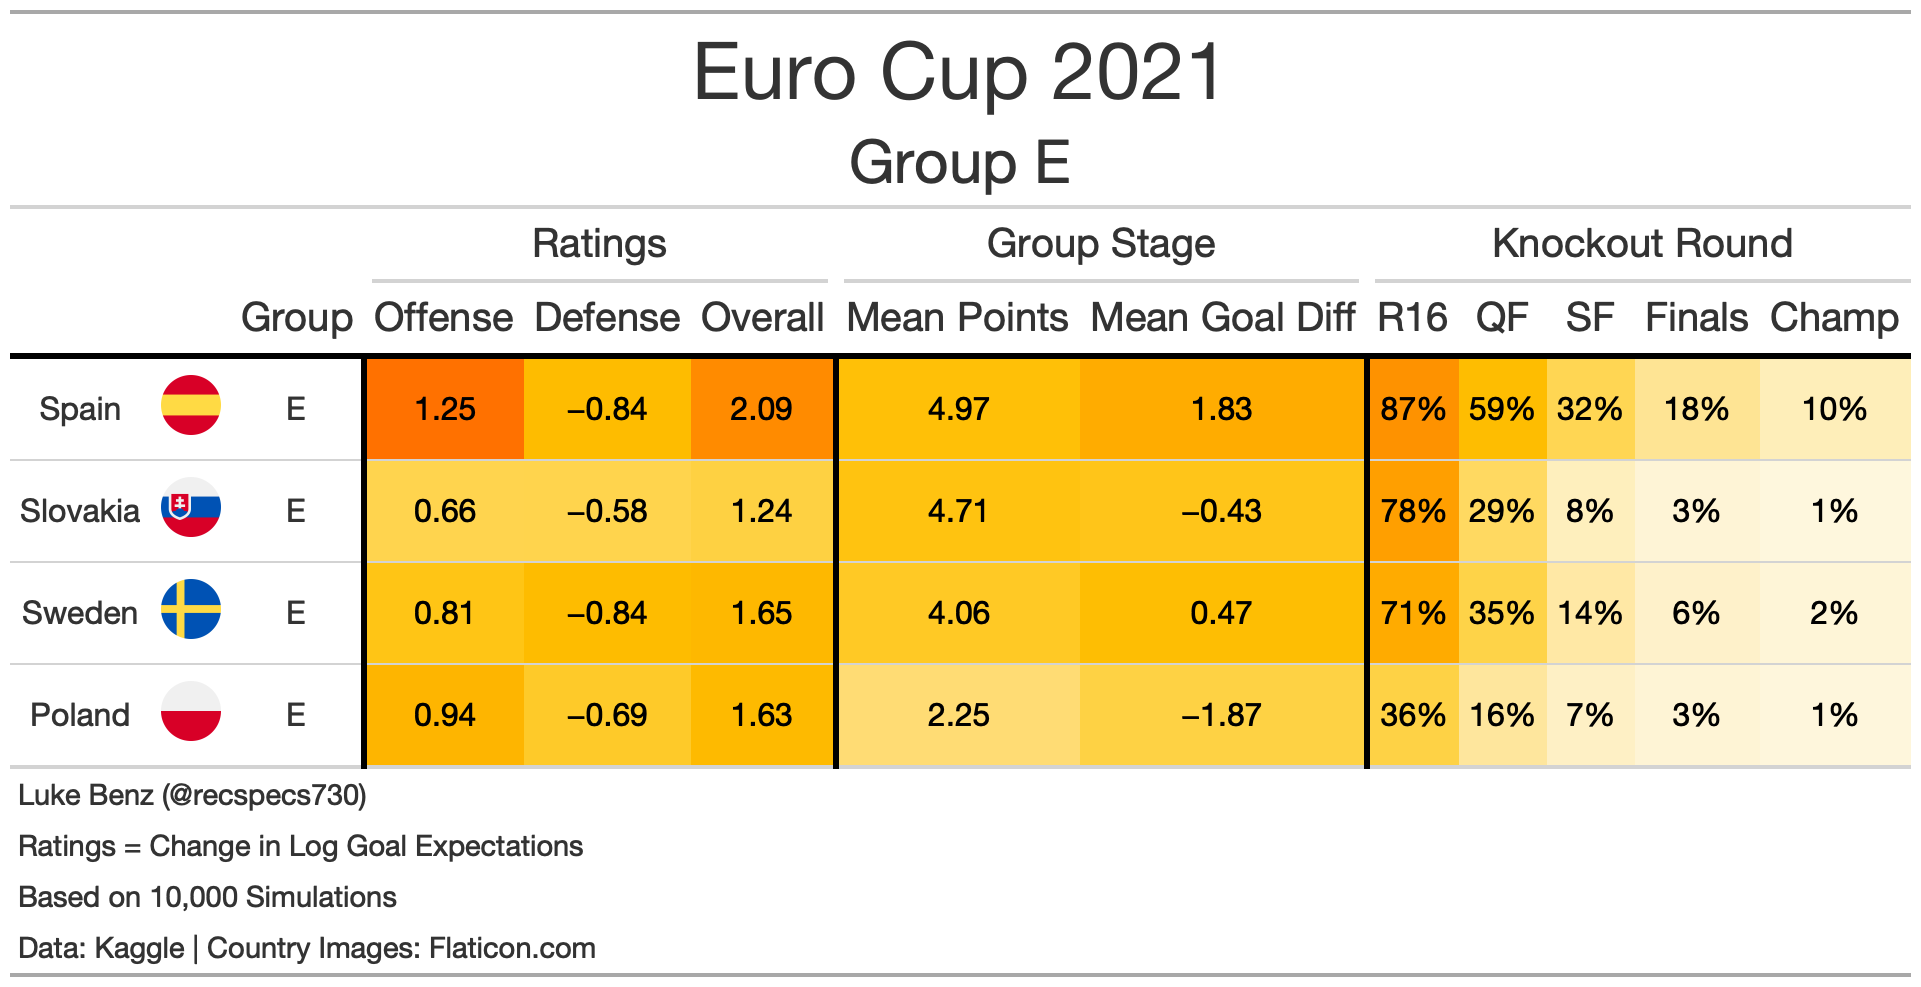 Euro Cup 2021
Group E
Ratings Group Stage Knockout Round
Group Offense Defense Overall Mean Points Mean Goal Diff R16 QF SF Finals Champ
Spain E 1.25 −0.84 2.09 4.97 1.83 87% 59% 32% 18% 10%
Slovakia E 0.66 −0.58 1.24 4.71 −0.43 78% 29% 8% 3% 1%
Sweden E 0.81 −0.84 1.65 4.06 0.47 71% 35% 14% 6% 2%
Poland E 0.94 −0.69 1.63 2.25 −1.87 36% 16% 7% 3% 1%
Luke Benz (@recspecs730)
Ratings = Change in Log Goal Expectations
Based on 10,000 Simulations
Data: Kaggle | Country Images: Flaticon.com